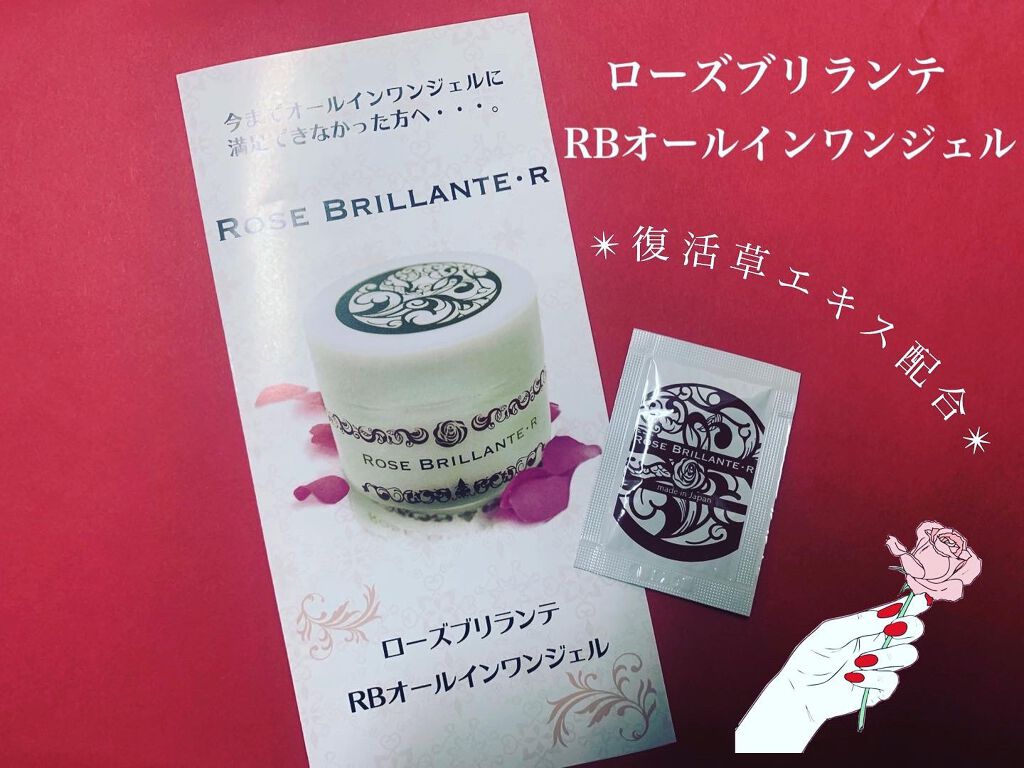 ローズブリランテ
RBオールインワンジェル
✴復活草エキス配合✴
今までオールインワンジェルに
満足できなかった方へ・・・。
ROSE BRILLANTE・R
ROSE BRILLANTE・R
ローズブリランテ
RBオールインワンジェル
ROSE BRILLANTE・R
made in Japan